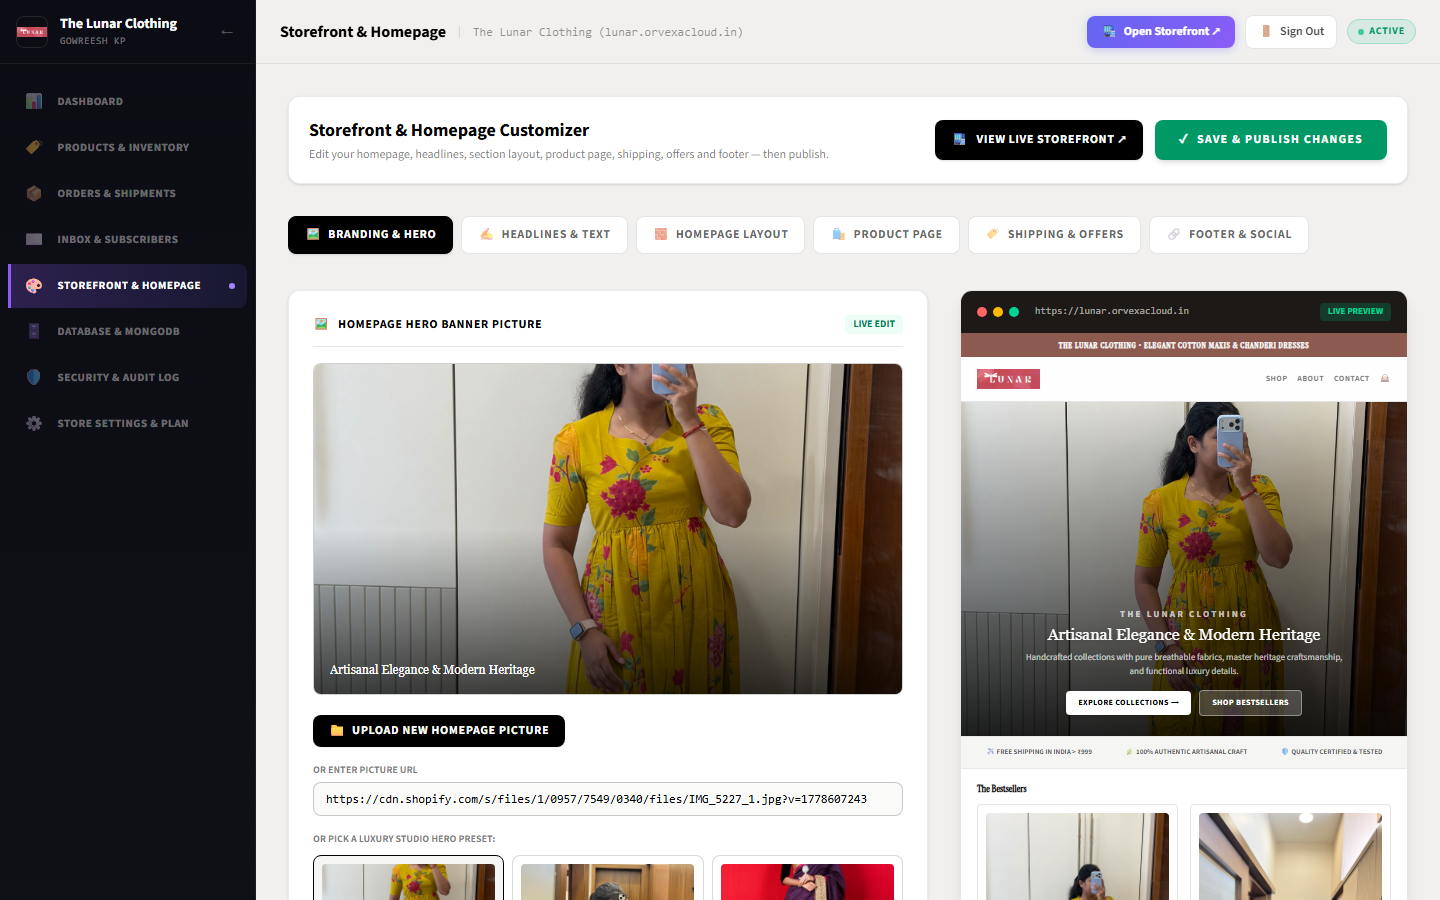 The Lunar Clothing
GOWREESH KP
←
DASHBOARD
PRODUCTS & INVENTORY
ORDERS & SHIPMENTS
INBOX & SUBSCRIBERS
STOREFRONT & HOMEPAGE
DATABASE & MONGODB
SECURITY & AUDIT LOG
STORE SETTINGS & PLAN
Storefront & Homepage | The Lunar Clothing (lunar.orvexacloud.in)
Open Storefront ↗
Sign Out
ACTIVE
Storefront & Homepage Customizer
Edit your homepage, headlines, section layout, product page, shipping, offers and footer — then publish.
VIEW LIVE STOREFRONT ↗
✓ SAVE & PUBLISH CHANGES
BRANDING & HERO
HEADLINES & TEXT
HOMEPAGE LAYOUT
PRODUCT PAGE
SHIPPING & OFFERS
FOOTER & SOCIAL
HOMEPAGE HERO BANNER PICTURE
LIVE EDIT
Artisanal Elegance & Modern Heritage
UPLOAD NEW HOMEPAGE PICTURE
OR ENTER PICTURE URL
https://cdn.shopify.com/s/files/1/0957/7549/0340/files/IMG_5227_1.jpg?v=1778607243
OR PICK A LUXURY STUDIO HERO PRESET:
https://lunar.orvexacloud.in
LIVE PREVIEW
THE LUNAR CLOTHING • ELEGANT COTTON MAXIS & CHANDERI DRESSES
LUNAR
SHOP
ABOUT
CONTACT
THE LUNAR CLOTHING
Artisanal Elegance & Modern Heritage
Handcrafted collections with pure breathable fabrics, master heritage craftsmanship,
and functional luxury details.
EXPLORE COLLECTIONS —
SHOP BESTSELLERS
FREE SHIPPING IN INDIA > ₹999
100% AUTHENTIC ARTISANAL CRAFT
QUALITY CERTIFIED & TESTED
The Bestsellers